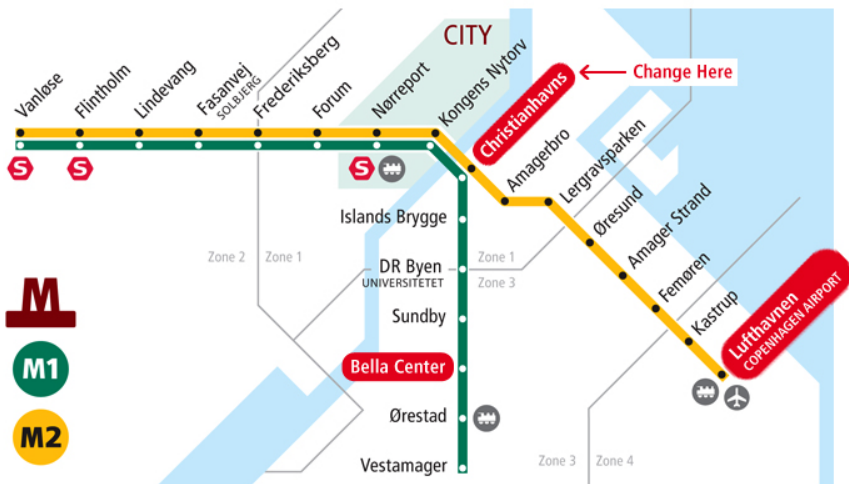 CITY
Vanløse
Flintholm
Lindevang
Fasanvej
SOLBJERG
Frederiksberg
Forum
Nørreport
Kongens Nytorv
Christianhavns
Change Here
S
S
S
Amagerbro
Lergravsparken
Øresund
Amager Strand
Femøren
Kastrup
Lufthavnen
COPENHAGEN AIRPORT
Islands Brygge
Zone 2
Zone 1
DR Byen
UNIVERSITETET
Zone 1
Zone 3
Sundby
Bella Center
Ørestad
Vestamager
Zone 3
Zone 4
M
M1
M2